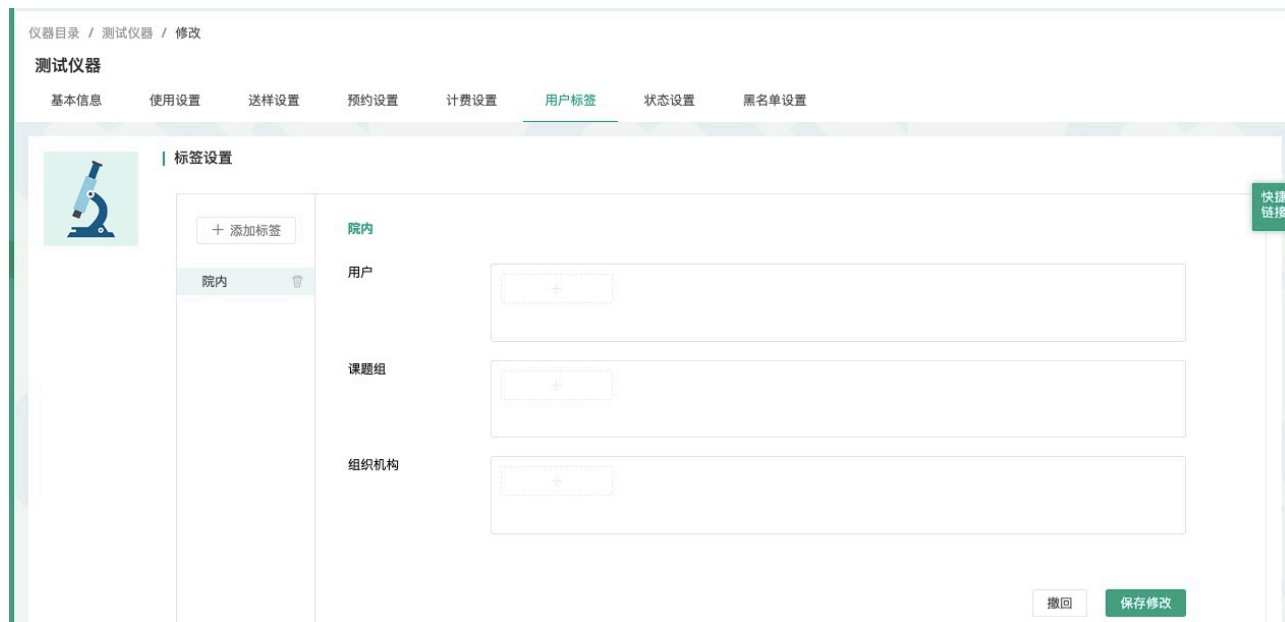 仪器目录 / 测试仪器 / 修改
测试仪器
基本信息 使用设置 送样设置 预约设置 计费设置 用户标签 状态设置 黑名单设置
标签设置
快捷
链接
+ 添加标签
院内
院内
用户
+
课题组
+
组织机构
+
撤回 保存修改